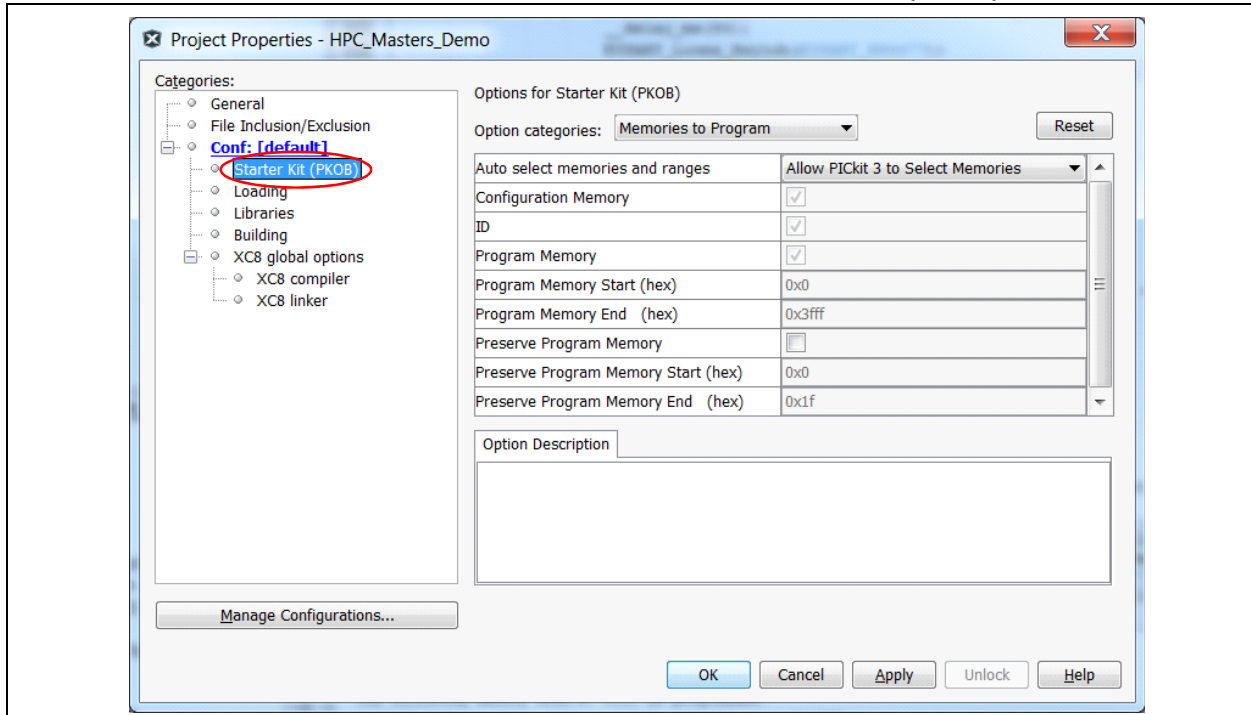 Project Properties - HPC_Masters_Demo
Categories:
General
File Inclusion/Exclusion
Conf: [default]
Starter Kit (PKOB)
Loading
Libraries
Building
XC8 global options
XC8 compiler
XC8 linker
Manage Configurations...
Options for Starter Kit (PKOB)
Option categories: Memories to Program Reset
Auto select memories and ranges Allow PICkit 3 to Select Memories
Configuration Memory
ID
Program Memory
Program Memory Start (hex) 0x0
Program Memory End (hex) 0x3fff
Preserve Program Memory
Preserve Program Memory Start (hex) 0x0
Preserve Program Memory End (hex) 0x1f
Option Description
OK Cancel Apply Unlock Help